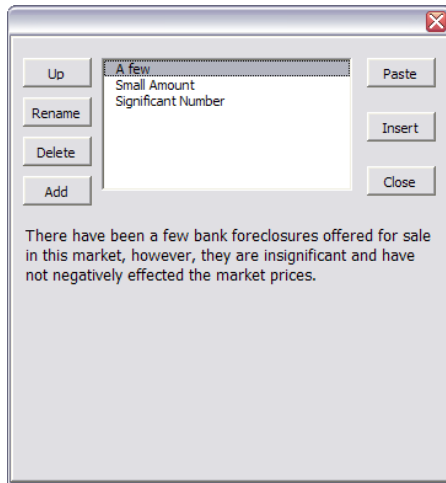 Up
Rename
Delete
Add
A few
Small Amount
Significant Number
Paste
Insert
Close
There have been a few bank foreclosures offered for sale
in this market, however, they are insignificant and have
not negatively effected the market prices.